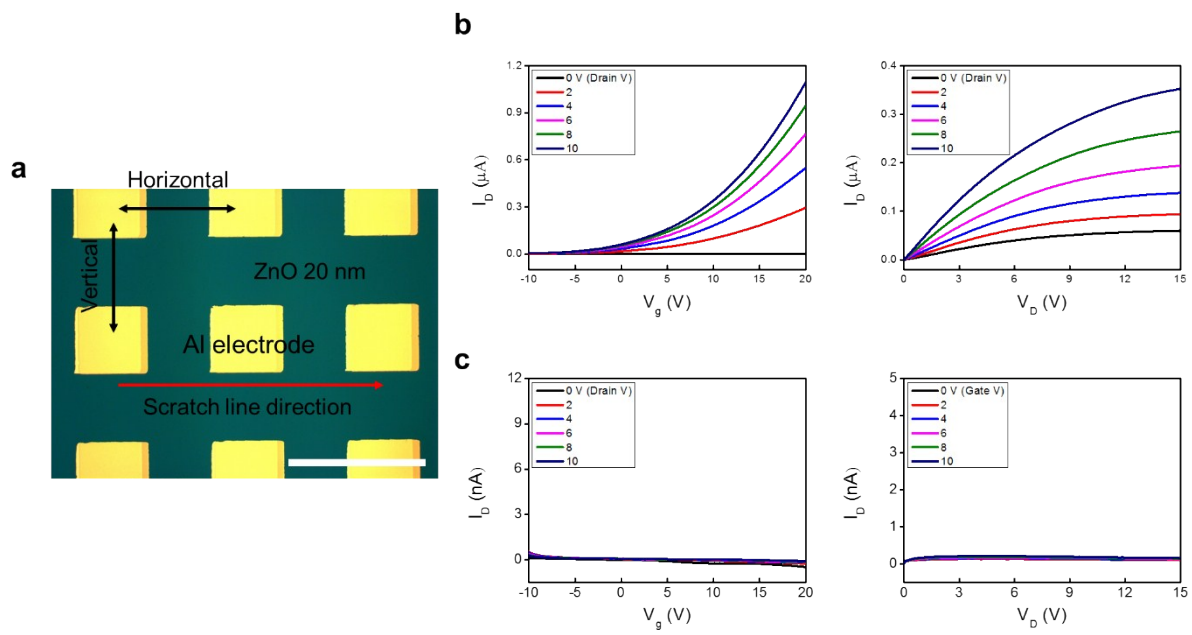 a
Horizontal
Vertical
ZnO 20 nm
Al electrode
Scratch line direction
b
I_D (μA)
1.2
0.9
0.6
0.3
0.0
0 V (Drain V)
2
4
6
8
10
-10 -5 0 5 10 15 20
V_g (V)
I_D (μA)
0.4
0.3
0.2
0.1
0.0
0 V (Drain V)
2
4
6
8
10
0 3 6 9 12 15
V_D (V)
c
I_D (nA)
12
9
6
3
0
0 V (Drain V)
2
4
6
8
10
-10 -5 0 5 10 15 20
V_g (V)
I_D (nA)
5
4
3
2
1
0
0 V (Gate V)
2
4
6
8
10
0 3 6 9 12 15
V_D (V)